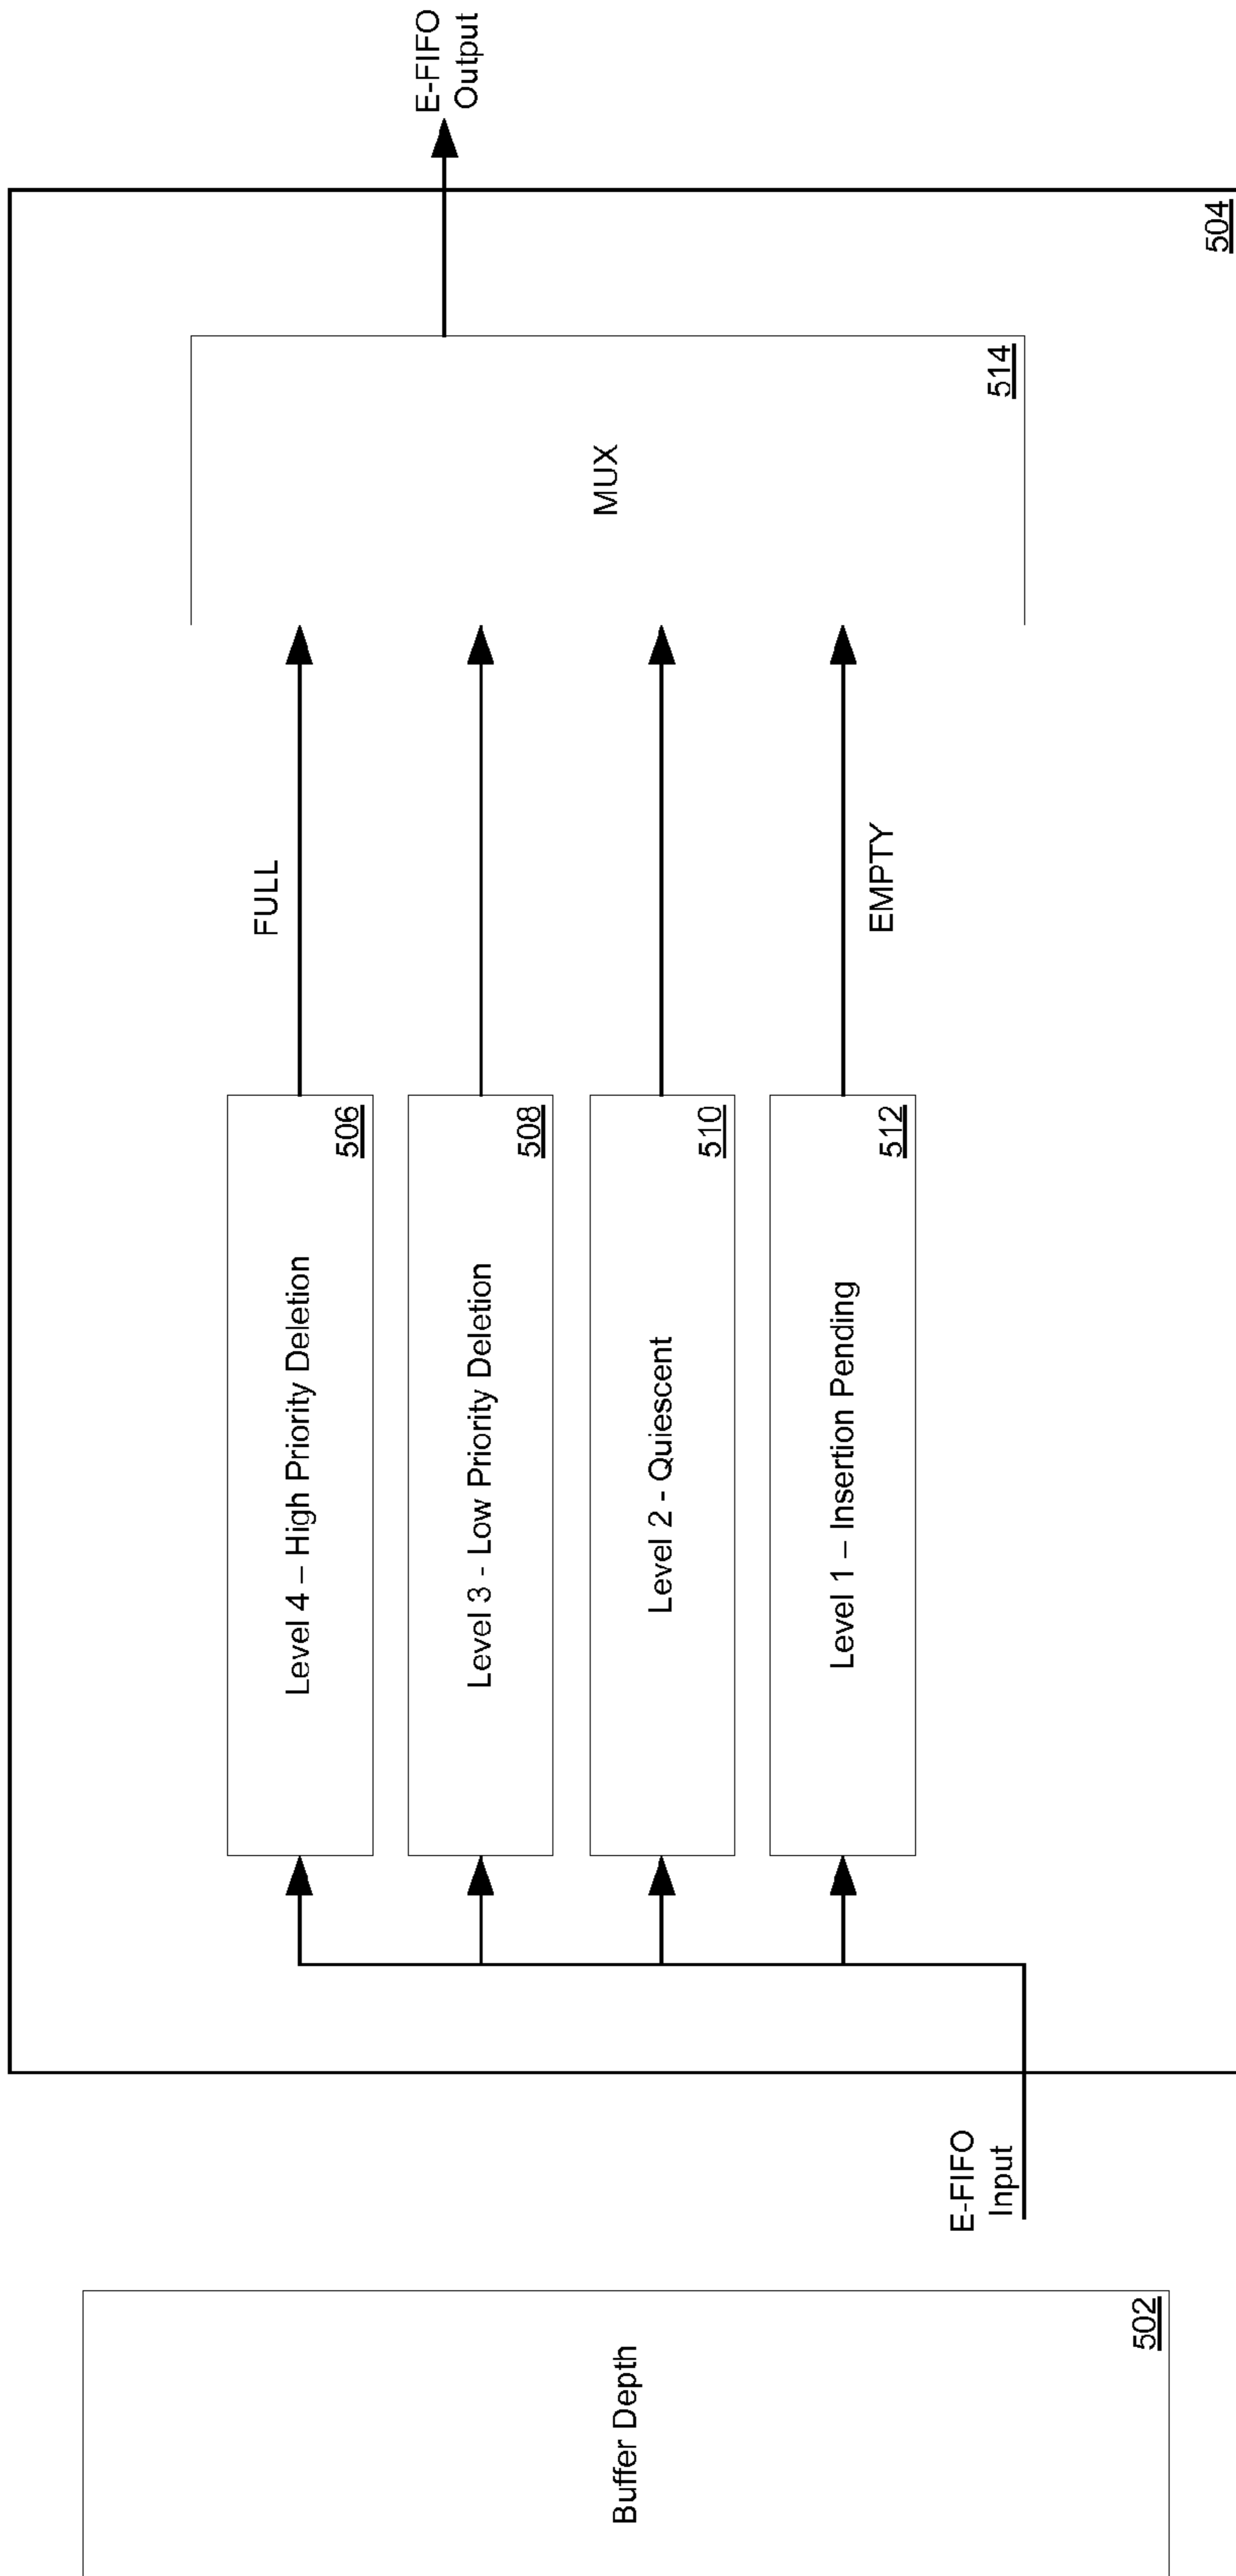 Buffer Depth
502
E-FIFO
Input
Level 4 – High Priority Deletion
506
Level 3 - Low Priority Deletion
508
Level 2 - Quiescent
510
Level 1 – Insertion Pending
512
FULL
EMPTY
MUX
514
E-FIFO
Output
504